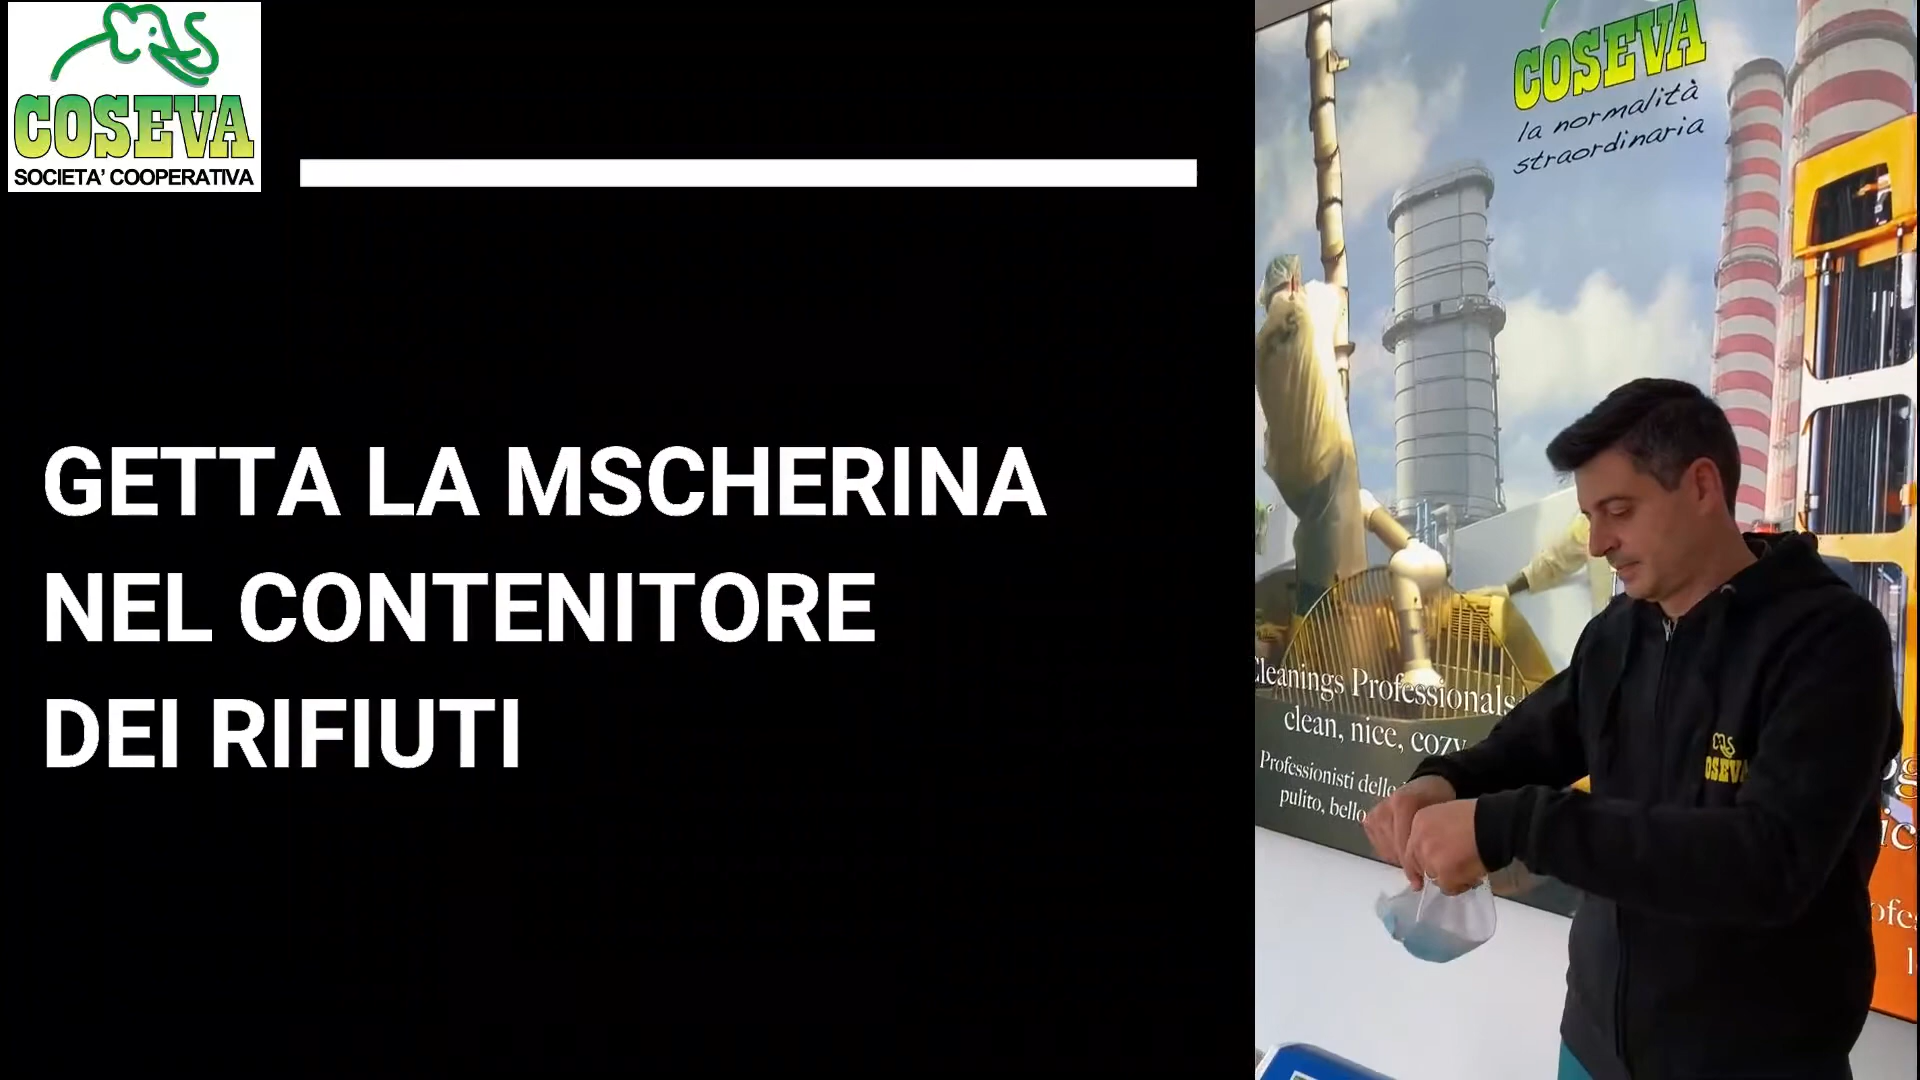 COSEVA
SOCIETA' COOPERATIVA
GETTA LA MSCHERINA
NEL CONTENITORE
DEI RIFIUTI
COSEVA
la normalità
straordinaria
Cleanings Professionals
clean, nice, cozy
Professionisti delle
pulito, bello
OSEVA